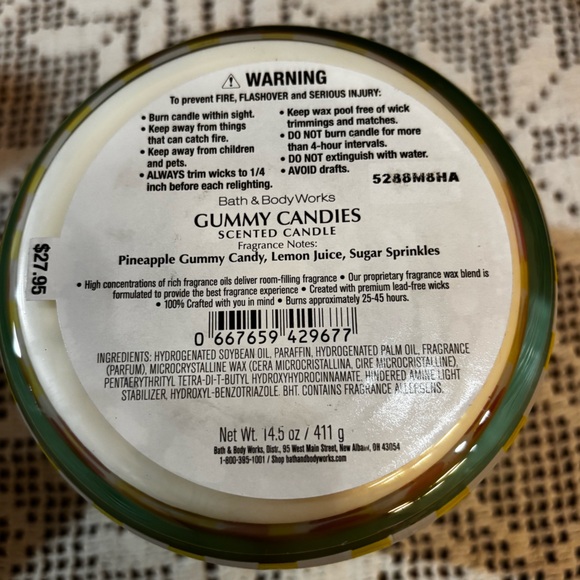 ⚠ WARNING
To prevent FIRE, FLASHOVER and SERIOUS INJURY:
• Burn candle within sight.
• Keep away from things
that can catch fire.
• Keep away from children
and pets.
• ALWAYS trim wicks to 1/4
inch before each relighting.
• Keep wax pool free of wick
trimmings and matches.
• DO NOT burn candle for more
than 4-hour intervals.
• DO NOT extinguish with water.
• AVOID drafts.
5288M8HA
Bath & Body Works
GUMMY CANDIES
SCENTED CANDLE
Fragrance Notes:
Pineapple Gummy Candy, Lemon Juice, Sugar Sprinkles
$27.95
• High concentrations of rich fragrance oils deliver room-filling fragrance • Our proprietary fragrance wax blend is
formulated to provide the best fragrance experience • Created with premium lead-free wicks
• 100% Crafted with you in mind • Burns approximately 25-45 hours.
0 667659 429677
INGREDIENTS: HYDROGENATED SOYBEAN OIL, PARAFFIN, HYDROGENATED PALM OIL, FRAGRANCE
(PARFUM), MICROCRYSTALLINE WAX (CERA MICROCRISTALLINA, CIRE MICROCRISTALLINE),
PENTAERYTHRITYL TETRA-DI-T-BUTYL HYDROXYHYDROCINNAMATE, HINDERED AMINE LIGHT
STABILIZER, HYDROXYL-BENZOTRIAZOLE, BHT. CONTAINS FRAGRANCE ALLERGENS.
Net Wt. 14.5 oz / 411 g
Bath & Body Works, Distr., 95 West Main Street, New Albany, OH 43054
1-800-395-1001 / Shop bathandbodyworks.com